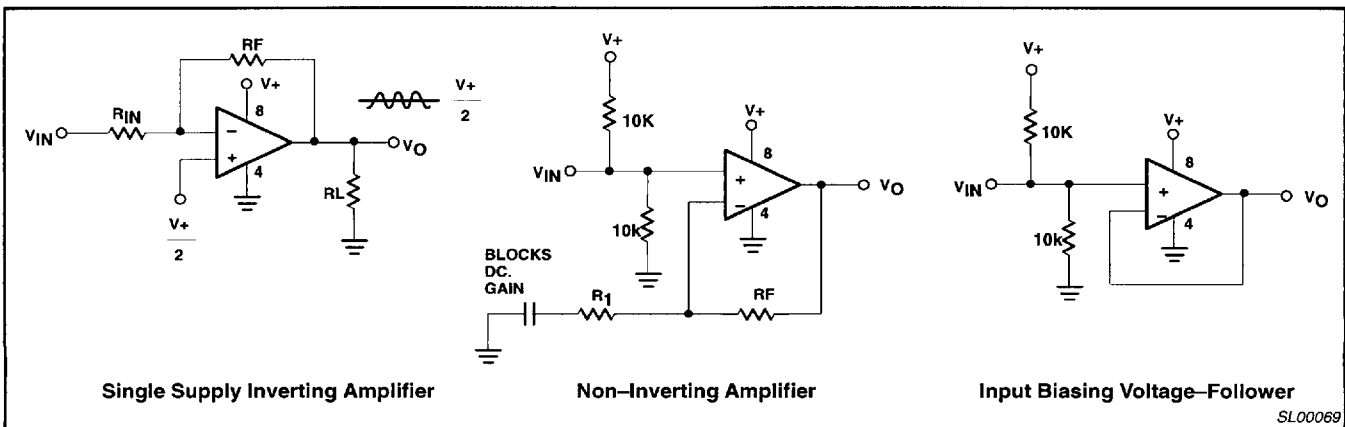 RF
V+
8
RIN
VIN
−
+
4
VO
RL
V+
2
V+
2
Single Supply Inverting Amplifier
V+
10K
V+
8
VIN
+
−
4
VO
10k
BLOCKS
DC.
GAIN
R1
RF
Non–Inverting Amplifier
V+
10K
V+
8
VIN
+
−
4
VO
10k
Input Biasing Voltage–Follower
SL00069